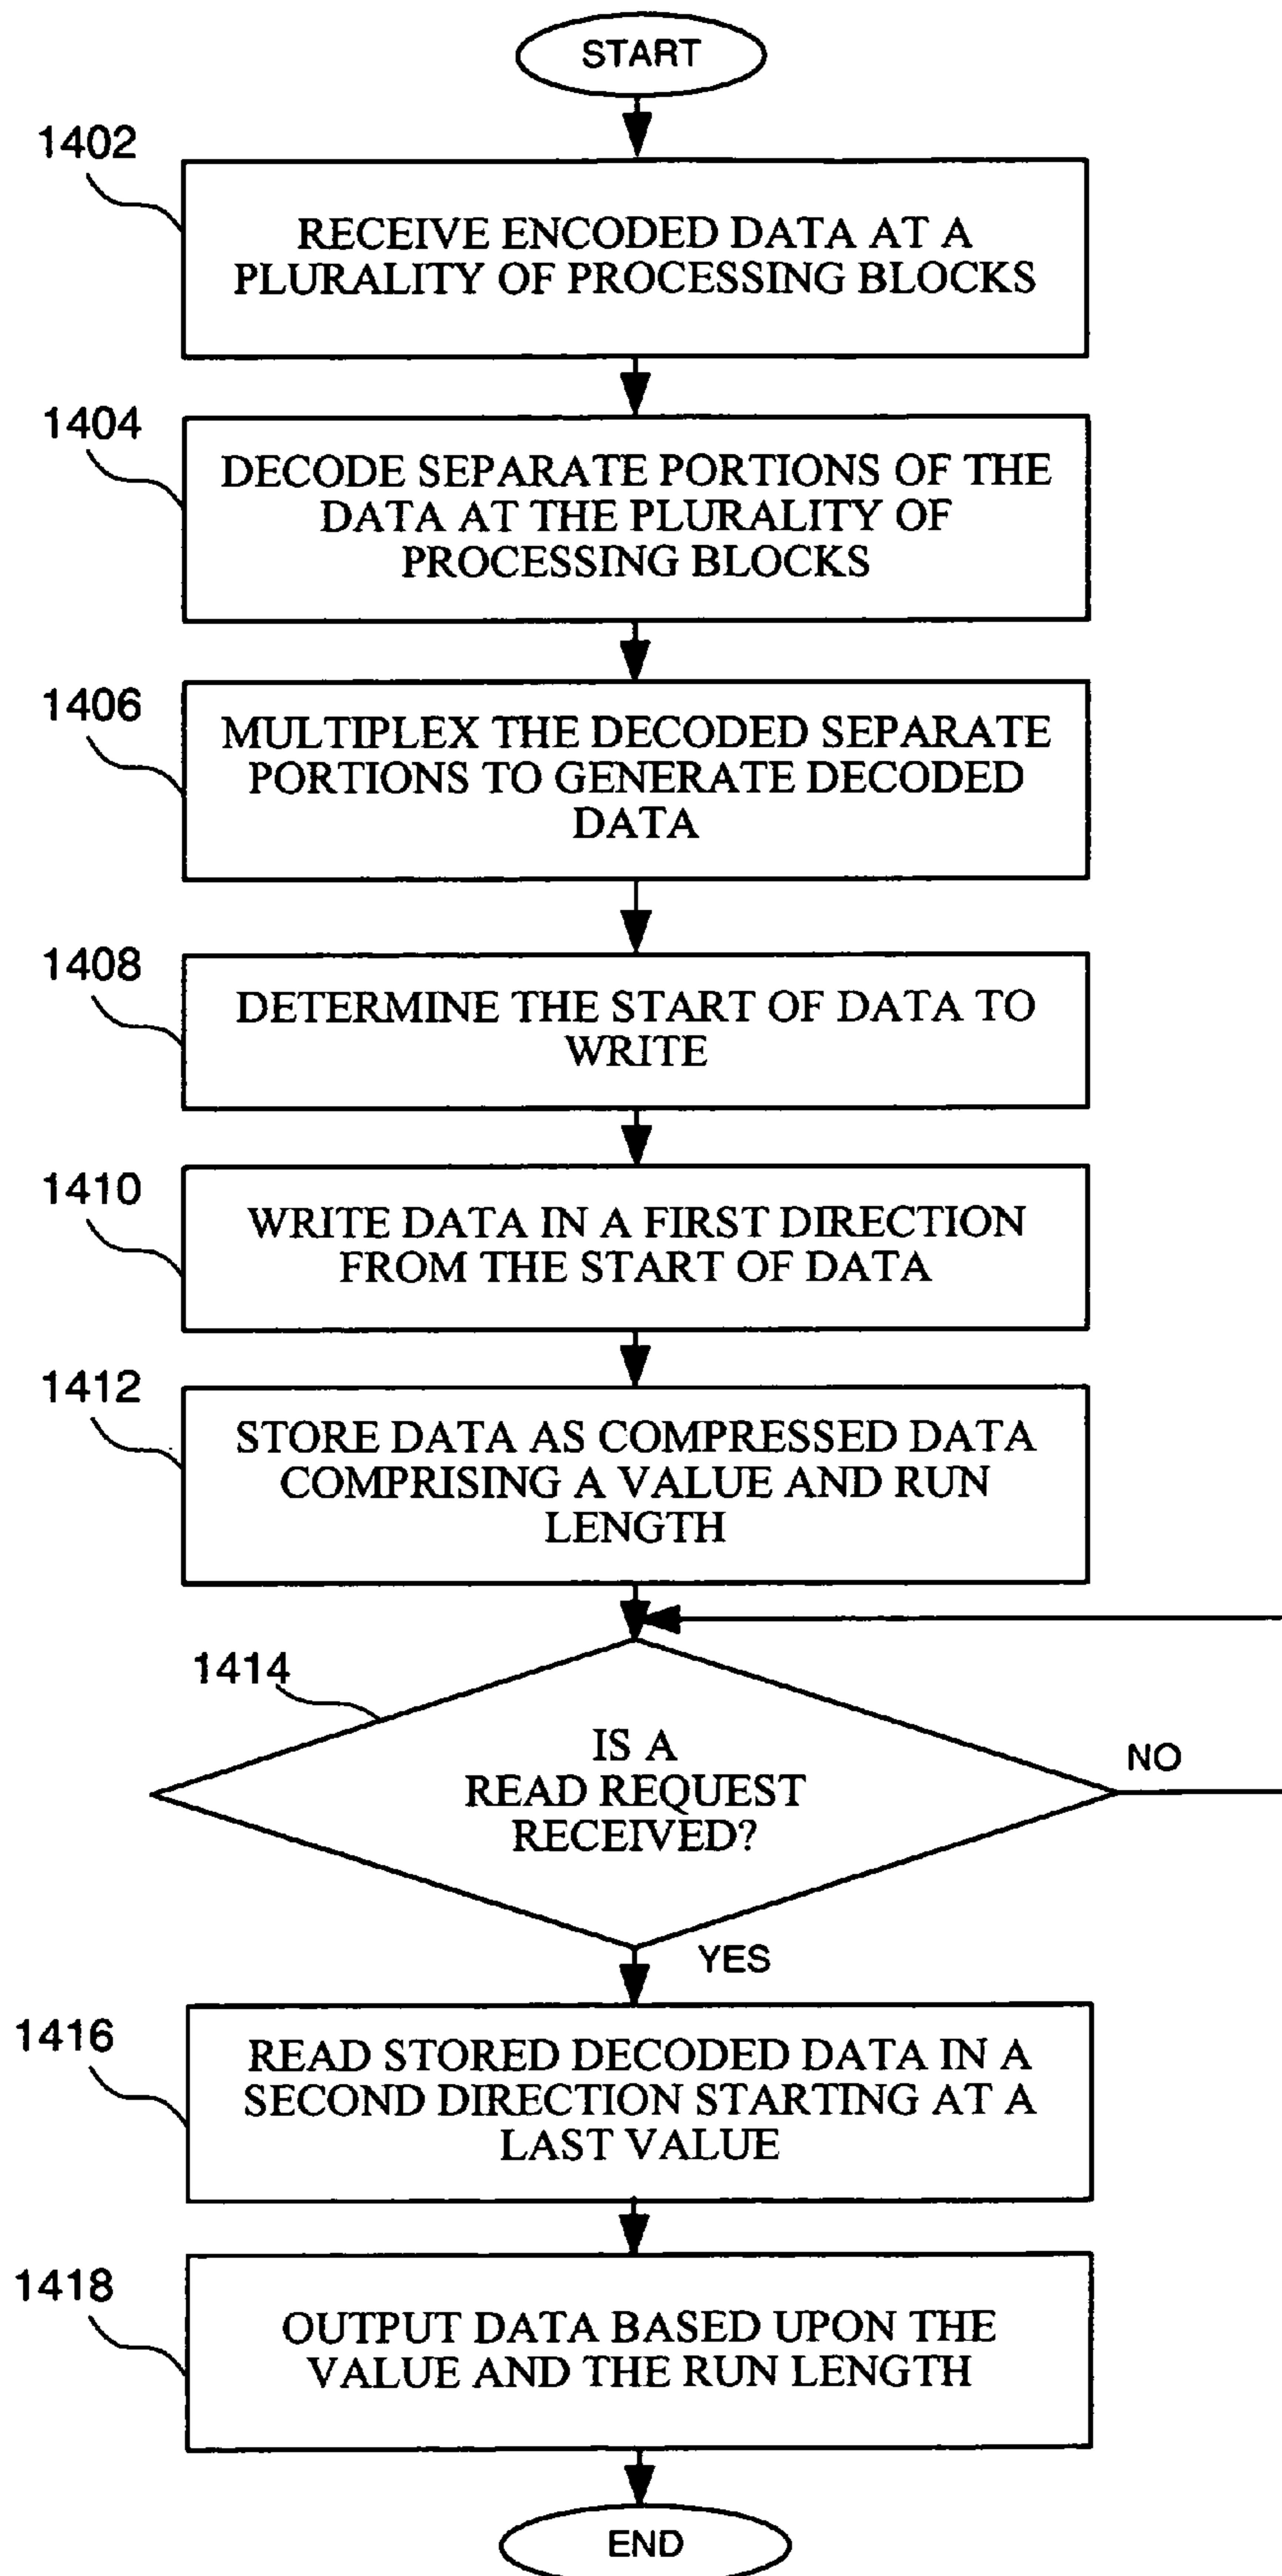 START
1402
RECEIVE ENCODED DATA AT A
PLURALITY OF PROCESSING BLOCKS
1404
DECODE SEPARATE PORTIONS OF THE
DATA AT THE PLURALITY OF
PROCESSING BLOCKS
1406
MULTIPLEX THE DECODED SEPARATE
PORTIONS TO GENERATE DECODED
DATA
1408
DETERMINE THE START OF DATA TO
WRITE
1410
WRITE DATA IN A FIRST DIRECTION
FROM THE START OF DATA
1412
STORE DATA AS COMPRESSED DATA
COMPRISING A VALUE AND RUN
LENGTH
1414
IS A
READ REQUEST
RECEIVED?
NO
YES
1416
READ STORED DECODED DATA IN A
SECOND DIRECTION STARTING AT A
LAST VALUE
1418
OUTPUT DATA BASED UPON THE
VALUE AND THE RUN LENGTH
END